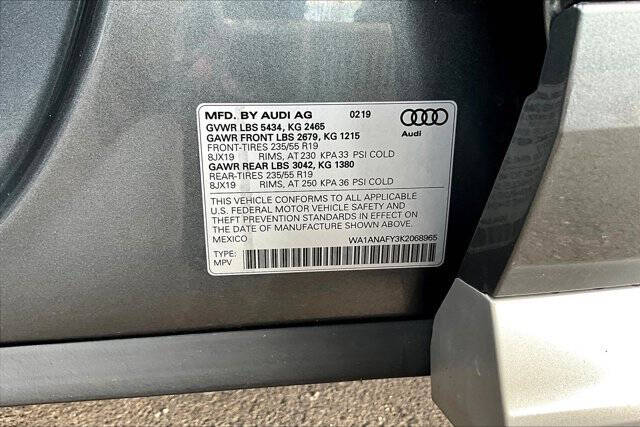 MFD. BY AUDI AG 0219
GVWR LBS 5434, KG 2465
GAWR FRONT LBS 2679, KG 1215
FRONT-TIRES 235/55 R19
8JX19 RIMS, AT 230 KPA 33 PSI COLD
GAWR REAR LBS 3042, KG 1380
REAR-TIRES 235/55 R19
8JX19 RIMS, AT 250 KPA 36 PSI COLD
Audi
THIS VEHICLE CONFORMS TO ALL APPLICABLE
U.S. FEDERAL MOTOR VEHICLE SAFETY AND
THEFT PREVENTION STANDARDS IN EFFECT ON
THE DATE OF MANUFACTURE SHOWN ABOVE.
MEXICO WA1ANAFY3K2068965
TYPE:
MPV